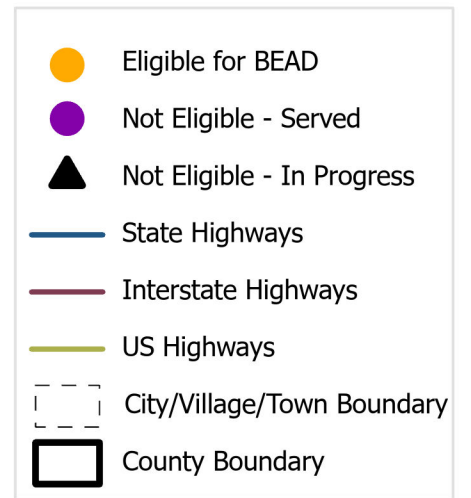 Eligible for BEAD
Not Eligible - Served
Not Eligible - In Progress
State Highways
Interstate Highways
US Highways
City/Village/Town Boundary
County Boundary